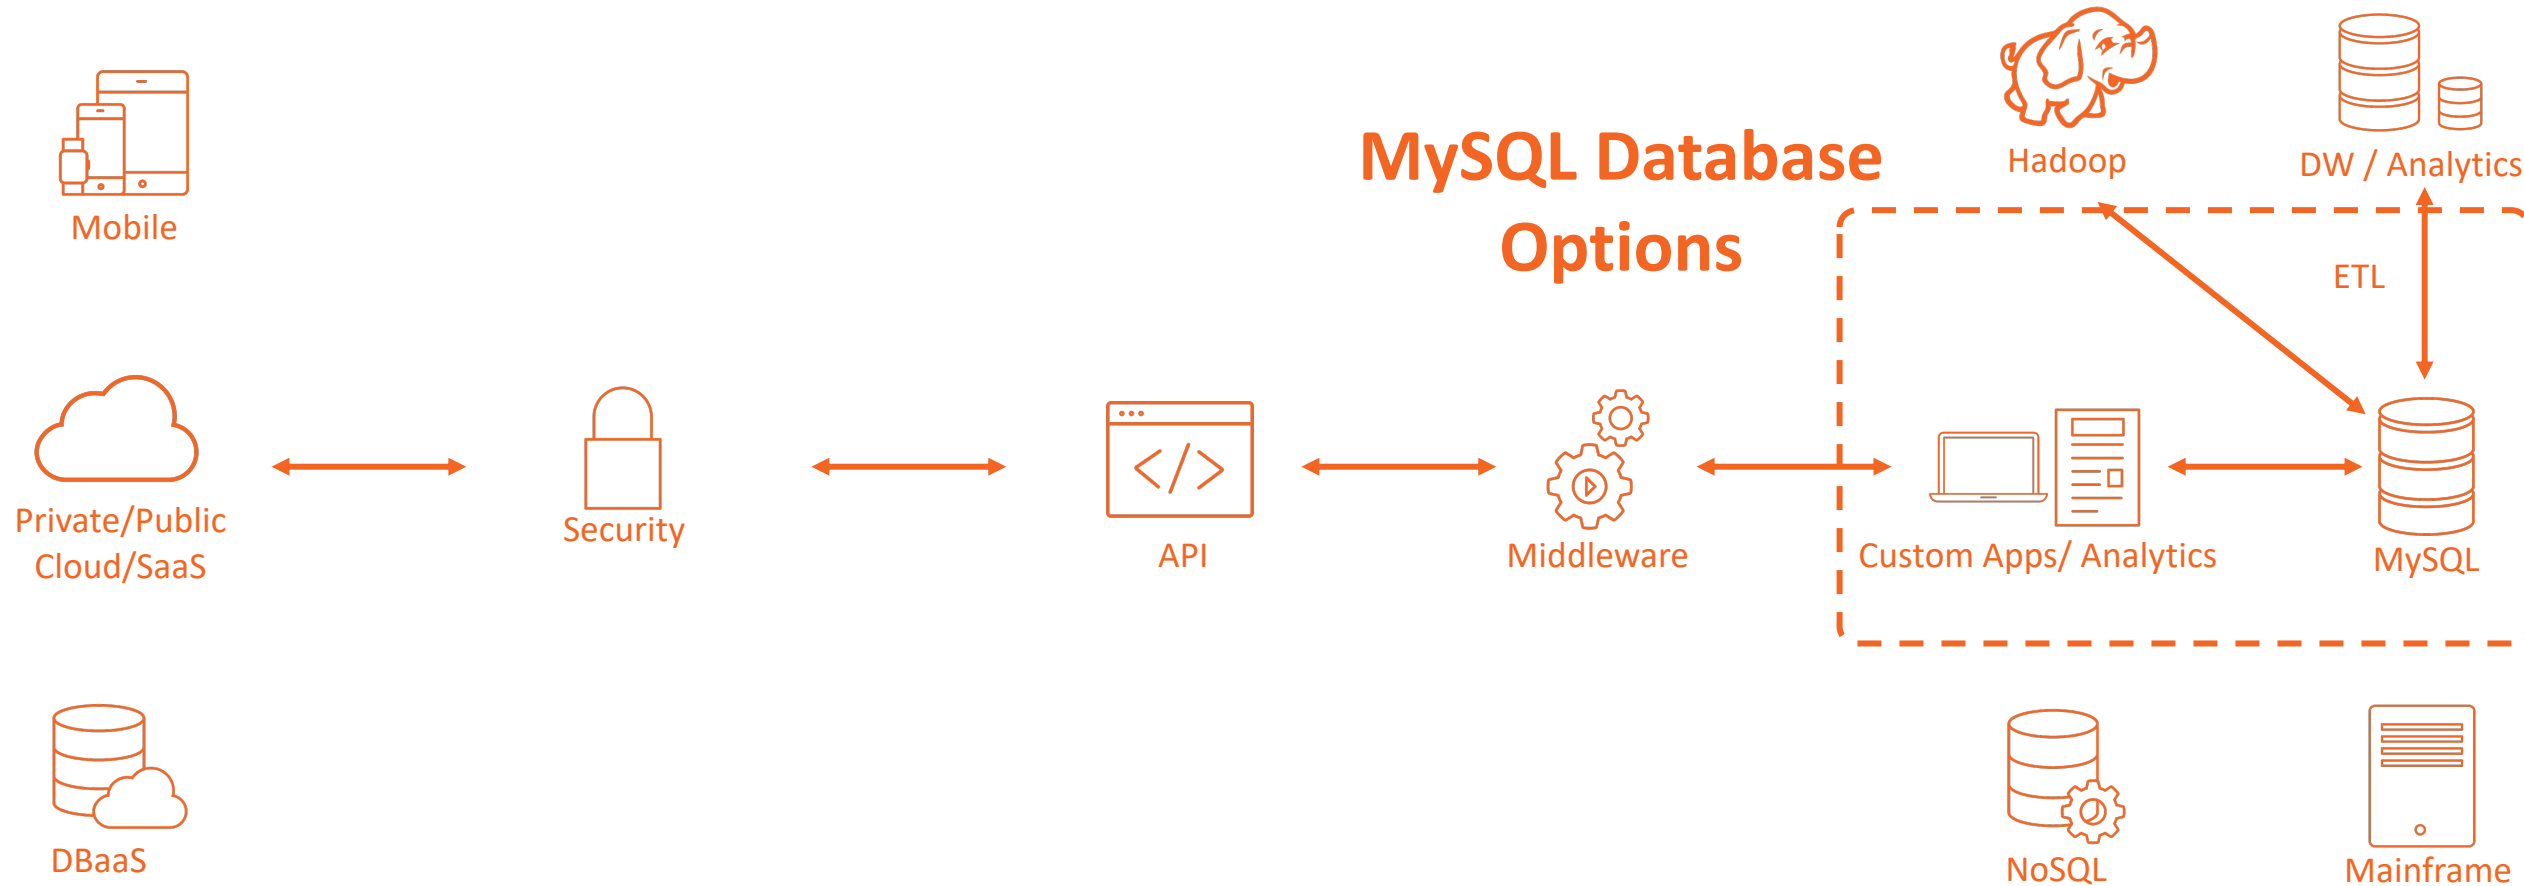 MySQL Database
Options
Mobile
Hadoop
DW / Analytics
ETL
Private/Public
Cloud/SaaS
Security
</>
API
Middleware
Custom Apps/ Analytics
MySQL
DBaaS
NoSQL
Mainframe